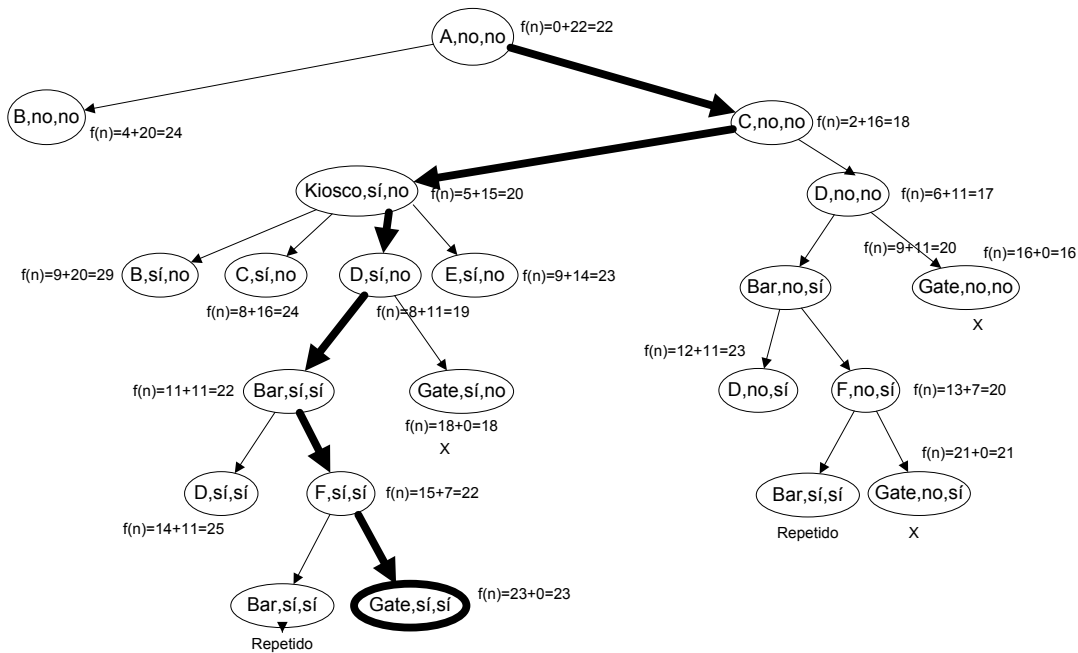 A,no,no
f(n)=0+22=22
B,no,no
f(n)=4+20=24
C,no,no
f(n)=2+16=18
Kiosco,sí,no
f(n)=5+15=20
D,no,no
f(n)=6+11=17
f(n)=9+20=29
B,sí,no
C,sí,no
f(n)=8+16=24
D,sí,no
f(n)=8+11=19
E,sí,no
f(n)=9+14=23
f(n)=9+11=20
Bar,no,sí
f(n)=16+0=16
Gate,no,no
X
f(n)=11+11=22
Bar,sí,sí
Gate,sí,no
f(n)=18+0=18
X
f(n)=12+11=23
D,no,sí
F,no,sí
f(n)=13+7=20
D,sí,sí
f(n)=14+11=25
F,sí,sí
f(n)=15+7=22
Bar,sí,sí
Repetido
f(n)=21+0=21
Gate,no,sí
X
Bar,sí,sí
Repetido
Gate,sí,sí
f(n)=23+0=23